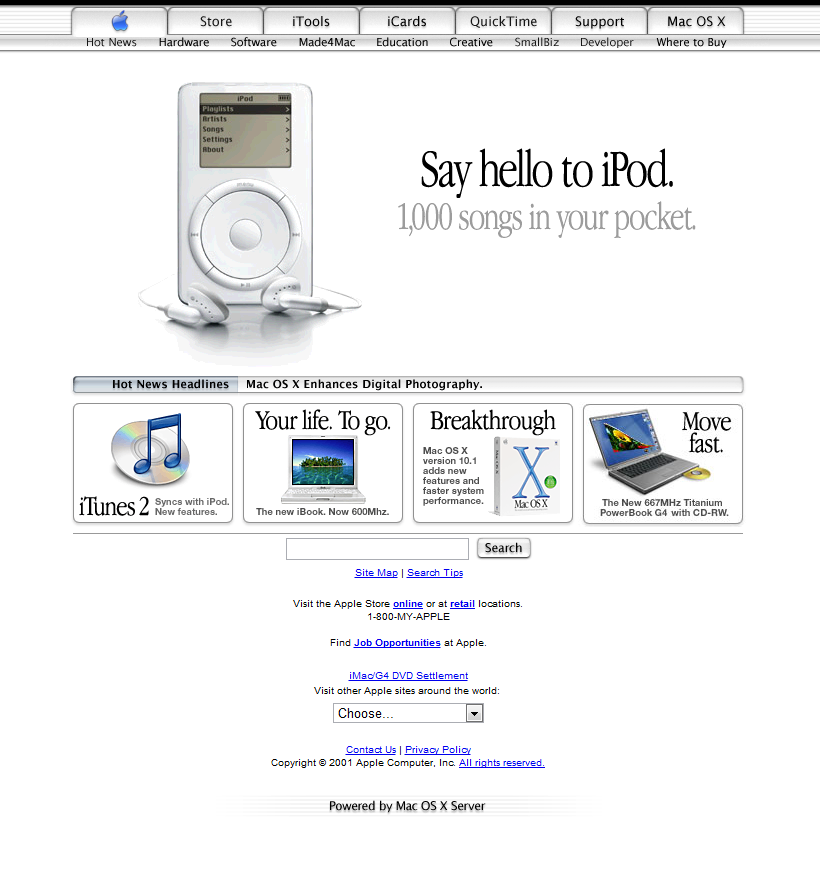 Store iTools iCards QuickTime Support Mac OS X
Hot News Hardware Software Made4Mac Education Creative SmallBiz Developer Where to Buy
iPod
Playlists >
Artists >
Songs >
Settings >
About >
MENU
Say hello to iPod.
1,000 songs in your pocket.
Hot News Headlines Mac OS X Enhances Digital Photography.
iTunes 2
Syncs with iPod.
New features.
Your life. To go.
The new iBook. Now 600Mhz.
Breakthrough
Mac OS X
version 10.1
adds new
features and
faster system
performance.
X
Mac OS X
Move
fast.
The New 667MHz Titanium
PowerBook G4 with CD-RW.
Search
Site Map | Search Tips
Visit the Apple Store online or at retail locations.
1-800-MY-APPLE
Find Job Opportunities at Apple.
iMac/G4 DVD Settlement
Visit other Apple sites around the world:
Choose...
Contact Us | Privacy Policy
Copyright © 2001 Apple Computer, Inc. All rights reserved.
Powered by Mac OS X Server